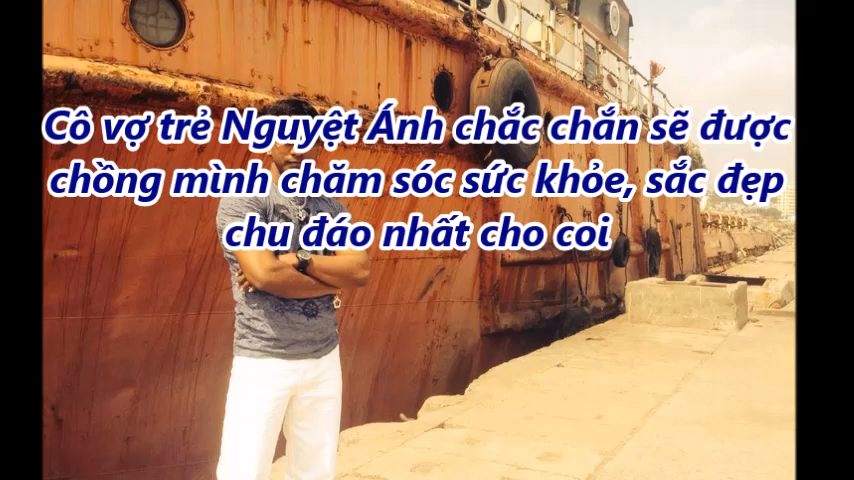 Cô vợ trẻ Nguyệt Ánh chắc chắn sẽ được
chồng mình chăm sóc sức khỏe, sắc đẹp
chu đáo nhất cho coi